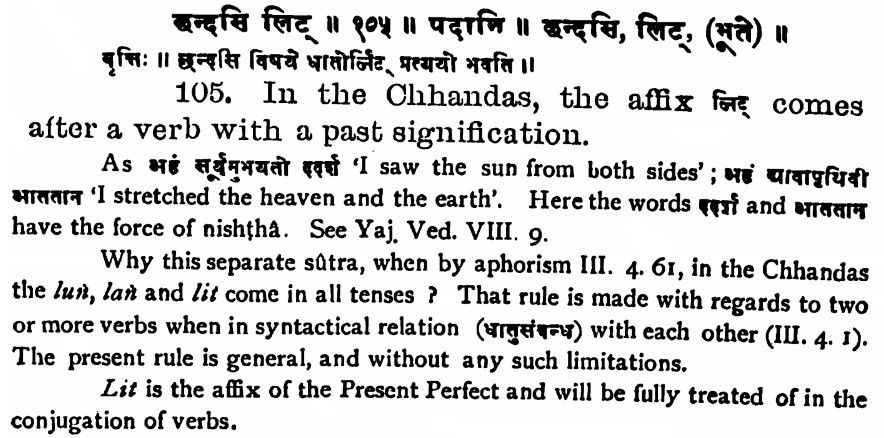 छन्दसि लिट् ॥ १०५ ॥ पदानि ॥ छन्दसि, लिट्, (भूते) ॥
वृत्तिः ॥ छन्दसि विषये धातोर्लिट् प्रत्ययो भवति ॥
105. In the Chhandas, the affix लिट् comes
after a verb with a past signification.
As अहं सूर्यमुभयतो ददर्श 'I saw the sun from both sides'; अहं द्यावापृथिवी
आततान 'I stretched the heaven and the earth'. Here the words ददर्श and आततान
have the force of nishṭhâ. See Yaj. Ved. VIII. 9.
Why this separate sûtra, when by aphorism III. 4. 61, in the Chhandas
the luṅ, laṅ and lit come in all tenses ? That rule is made with regards to two
or more verbs when in syntactical relation (धातुसंबन्ध) with each other (III. 4. 1).
The present rule is general, and without any such limitations.
Lit is the affix of the Present Perfect and will be fully treated of in the
conjugation of verbs.